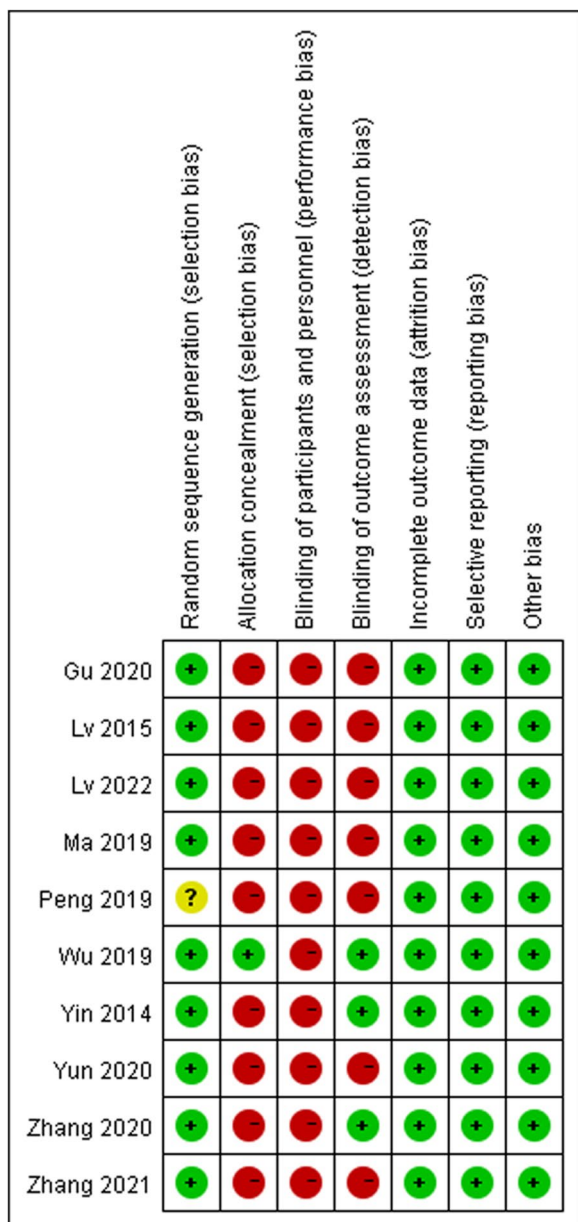 Random sequence generation (selection bias)
Allocation concealment (selection bias)
Blinding of participants and personnel (performance bias)
Blinding of outcome assessment (detection bias)
Incomplete outcome data (attrition bias)
Selective reporting (reporting bias)
Other bias
Gu 2020 + - - - + + +
Lv 2015 + - - - + + +
Lv 2022 + - - - + + +
Ma 2019 + - - - + + +
Peng 2019 ? - - - + + +
Wu 2019 + + - + + + +
Yin 2014 + - - + + + +
Yun 2020 + - - - + + +
Zhang 2020 + - - + + + +
Zhang 2021 + - - - + + +